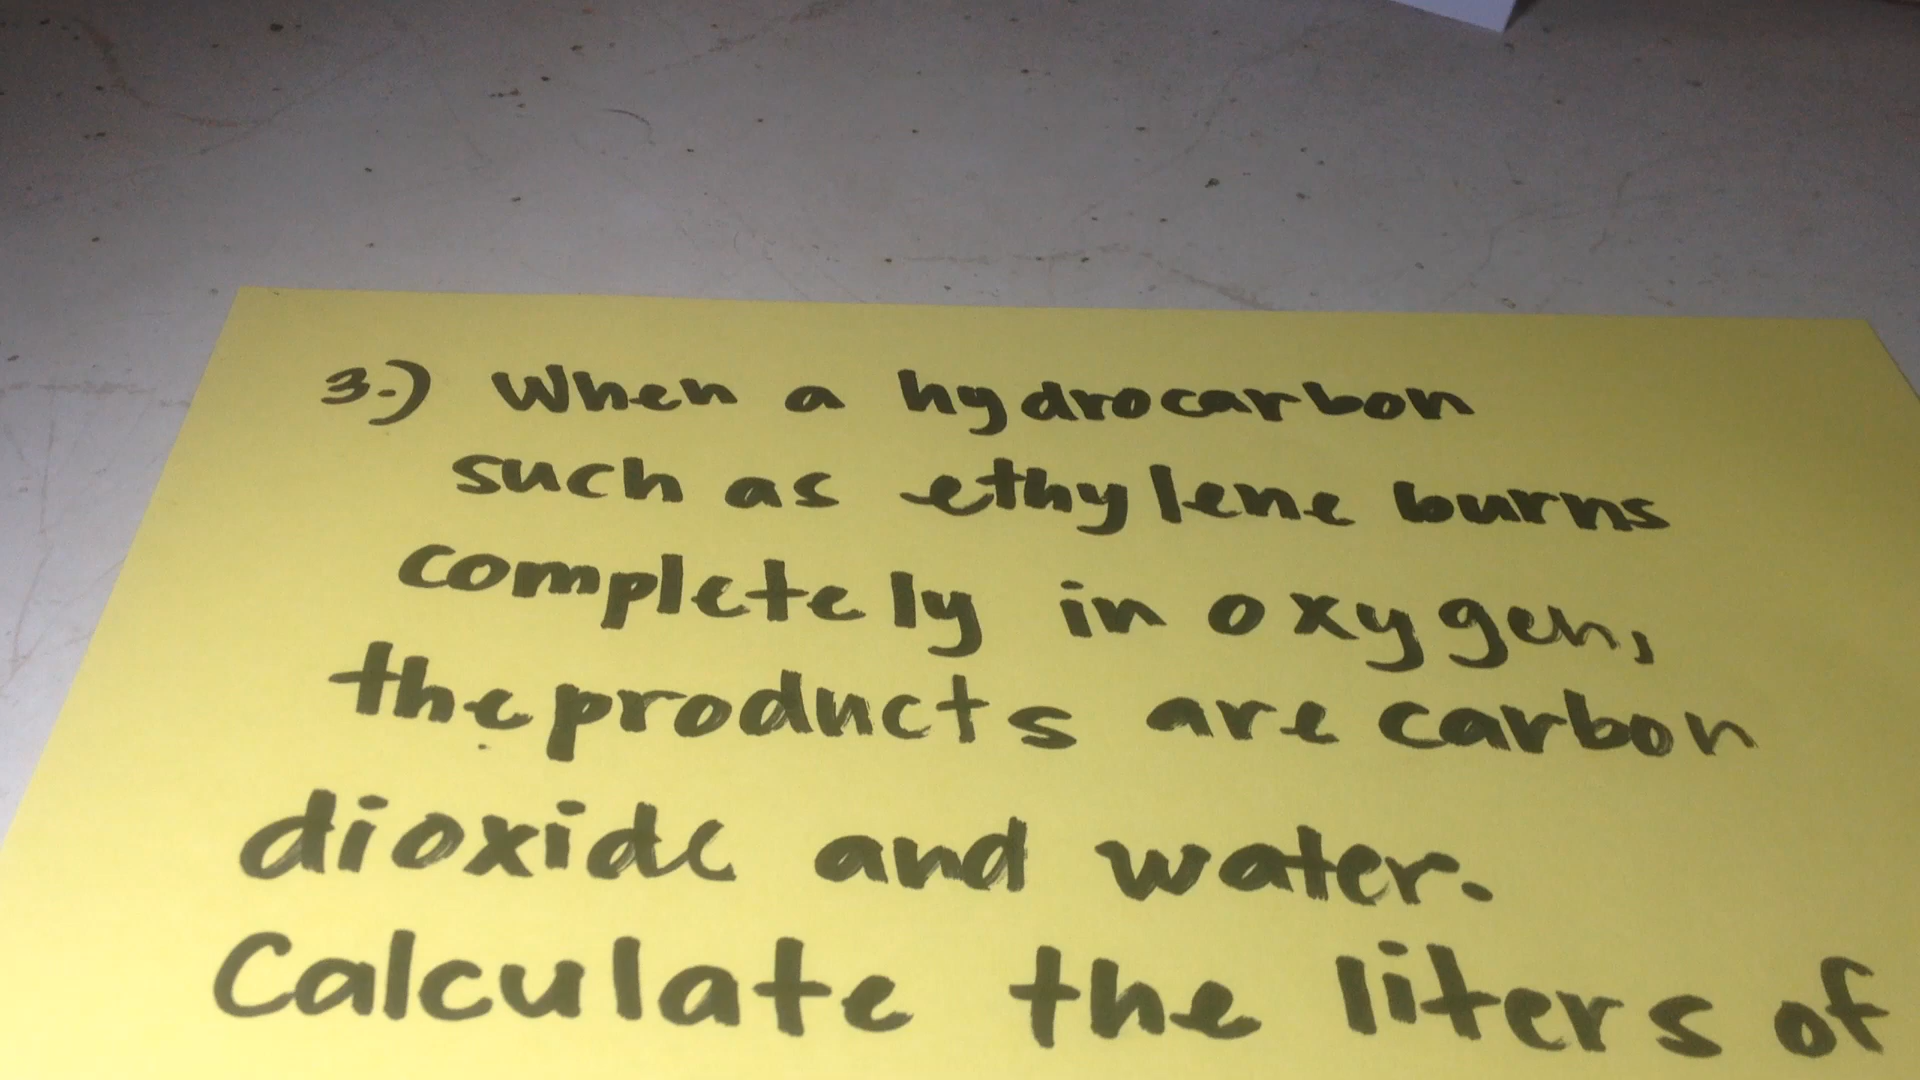 3.) When a hydrocarbon
such as ethylene burns
completely in oxygen,
the products are carbon
dioxide and water.
Calculate the liters of